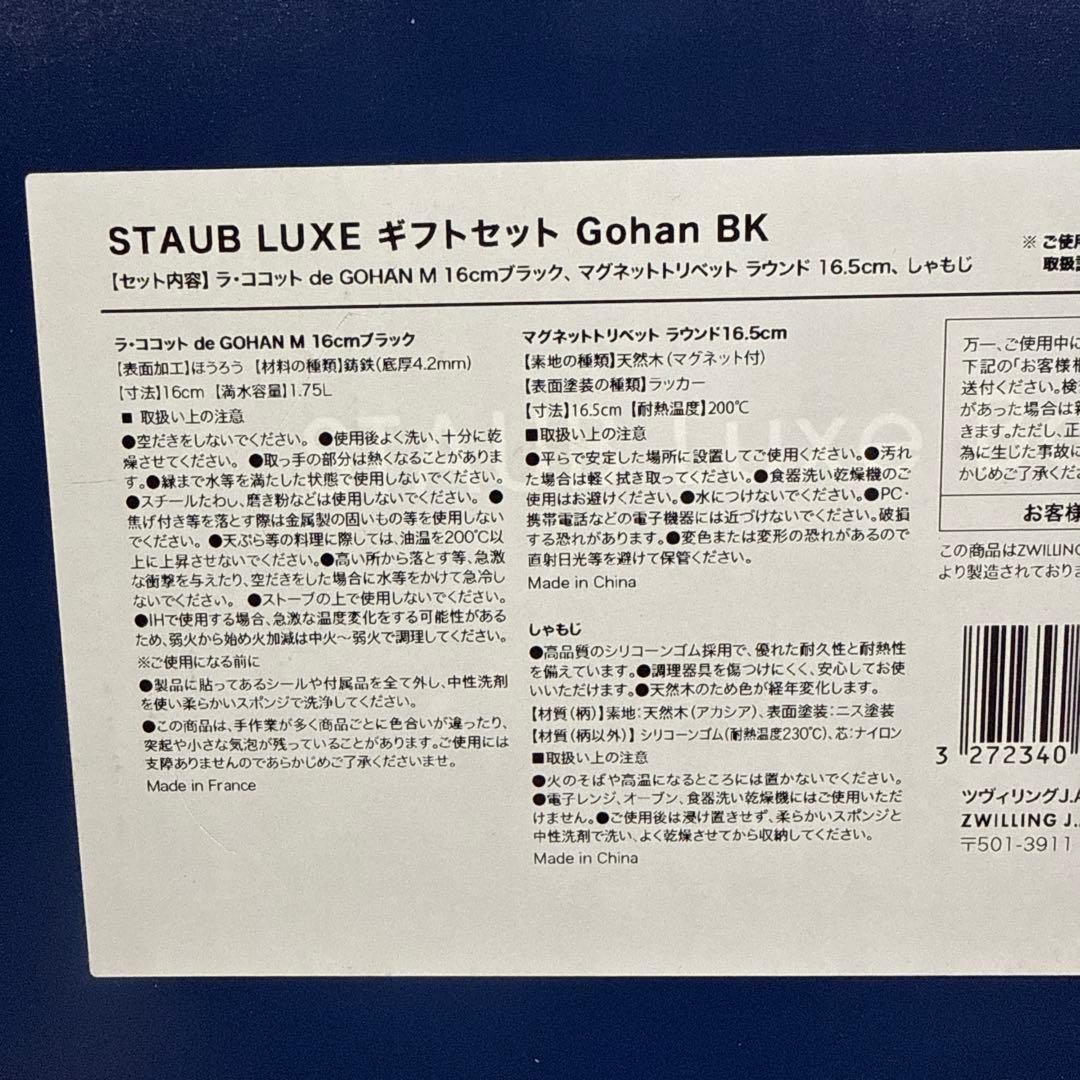 STAUB LUXE ギフトセット Gohan BK
【セット内容】ラ・ココット de GOHAN M 16cmブラック、マグネットトリベット ラウンド 16.5cm、しゃもじ
ラ・ココット de GOHAN M 16cmブラック
【表面加工】ほうろう 【材料の種類】鋳鉄(底厚4.2mm)
【寸法】16cm 【満水容量】1.75L
■ 取扱い上の注意
●空だきをしないでください。 ●使用後よく洗い、十分に乾
燥させてください。 ●取っ手の部分は熱くなることがありま
す。●縁まで水等を満たした状態で使用しないでください。
●スチールたわし、磨き粉などは使用しないでください。 ●
焦げ付き等を落とす際は金属製の固いもの等を使用しない
でください。 ●天ぷら等の料理に際しては、油温を200℃以
上に上昇させないでください。●高い所から落とす等、急激
な衝撃を与えたり、空だきをした場合に水等をかけて急冷し
ないでください。 ●ストーブの上で使用しないでください。
●IHで使用する場合、急激な温度変化をする可能性がある
ため、弱火から始め火加減は中火〜弱火で調理してください。
※ご使用になる前に
●製品に貼ってあるシールや付属品を全て外し、中性洗剤
を使い柔らかいスポンジで洗浄してください。
●この商品は、手作業が多く商品ごとに色合いが違ったり、
突起や小さな気泡が残っていることがあります。ご使用には
支障ありませんのであらかじめご了承くださいませ。
Made in France
マグネットトリベット ラウンド16.5cm
【素地の種類】天然木(マグネット付)
【表面塗装の種類】ラッカー
【寸法】16.5cm 【耐熱温度】200℃
■取扱い上の注意
●平らで安定した場所に設置してご使用ください。●汚れ
た場合は軽く拭き取ってください。●食器洗い乾燥機のご
使用はお避けください。●水につけないでください。●PC・
携帯電話などの電子機器には近づけないでください。破損
する恐れがあります。●変色または変形の恐れがあるので
直射日光等を避けて保管ください。
Made in China
しゃもじ
●高品質のシリコーンゴム採用で、優れた耐久性と耐熱性
を備えています。●調理器具を傷つけにくく、安心してお使
いいただけます。●天然木のため色が経年変化します。
【材質(柄)】素地:天然木(アカシア)、表面塗装:ニス塗装
【材質(柄以外)】 シリコーンゴム(耐熱温度230℃)、芯:ナイロン
■取扱い上の注意
●火のそばや高温になるところには置かないでください。
●電子レンジ、オーブン、食器洗い乾燥機にはご使用いただ
けません。●ご使用後は浸け置きせず、柔らかいスポンジと
中性洗剤で洗い、よく乾燥させてから収納してください。
Made in China
※ ご使用
取扱
万一、ご使用中に
下記の「お客様相
送付ください。検
があった場合は
きます。ただし、正
為に生じた事故に
かじめご了承くださ
お客様
この商品はZWILLING
より製造されておりま
3 272340
ツヴィリングJ.A
ZWILLING J.
〒501-3911